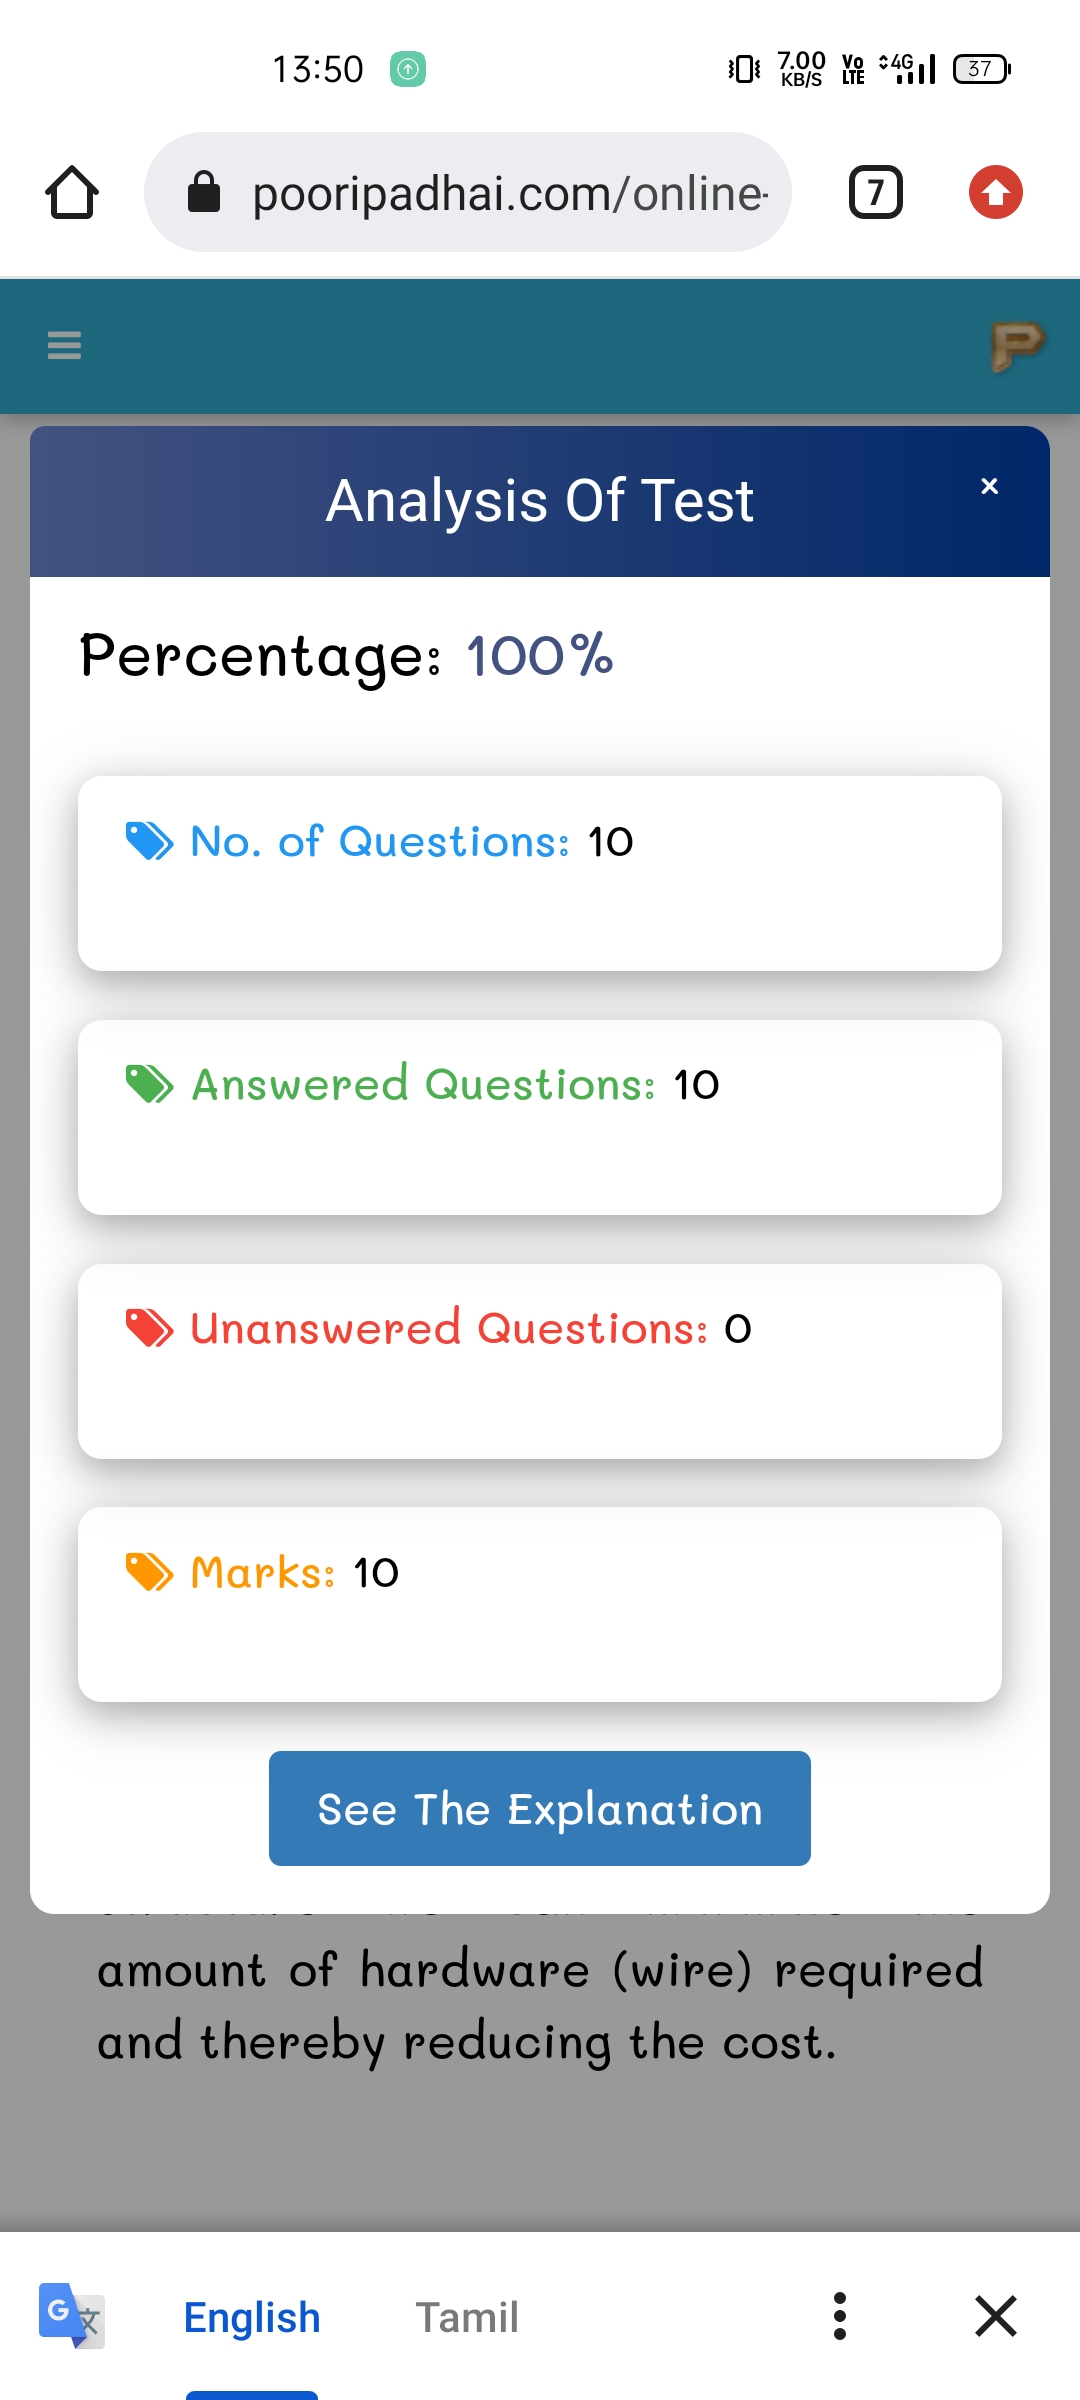 13:50
7.00
KB/S
Vo
LTE
4G
37
pooripadhai.com/online-
7
P
Analysis Of Test
×
Percentage: 100%
No. of Questions: 10
Answered Questions: 10
Unanswered Questions: 0
Marks: 10
See The Explanation
amount of hardware (wire) required
and thereby reducing the cost.
G文
English
Tamil